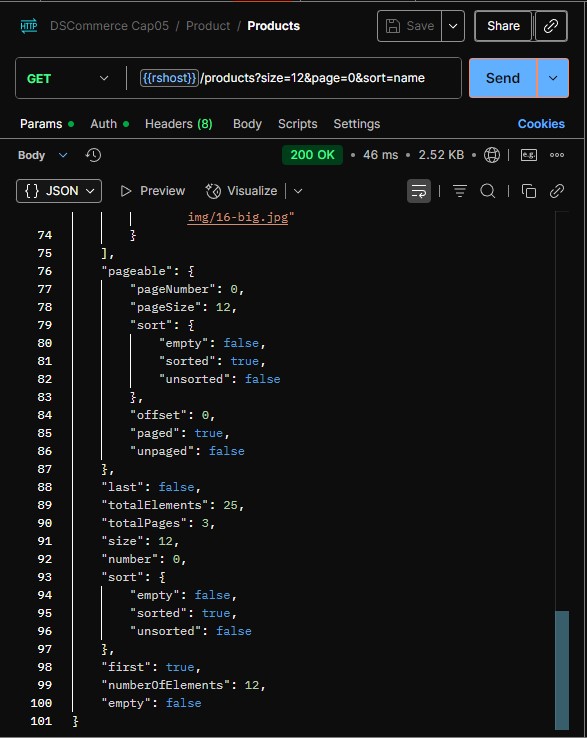 HTTP DSCommerce Cap05 / Product / Products Save Share
GET {{rshost}}/products?size=12&page=0&sort=name Send
Params Auth Headers (8) Body Scripts Settings Cookies
Body 200 OK • 46 ms • 2.52 KB • e.g.
{} JSON Preview Visualize
img/16-big.jpg"
74 }
75 ],
76 "pageable": {
77 "pageNumber": 0,
78 "pageSize": 12,
79 "sort": {
80 "empty": false,
81 "sorted": true,
82 "unsorted": false
83 },
84 "offset": 0,
85 "paged": true,
86 "unpaged": false
87 },
88 "last": false,
89 "totalElements": 25,
90 "totalPages": 3,
91 "size": 12,
92 "number": 0,
93 "sort": {
94 "empty": false,
95 "sorted": true,
96 "unsorted": false
97 },
98 "first": true,
99 "numberOfElements": 12,
100 "empty": false
101 }